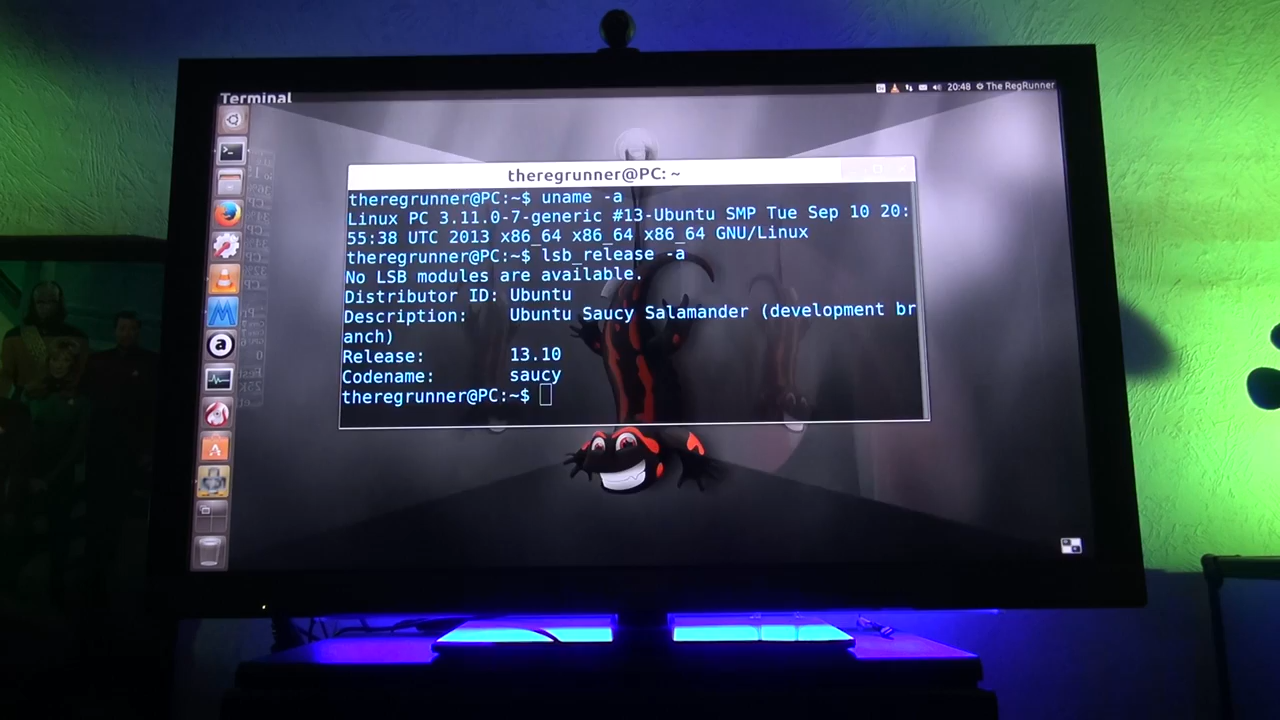 Terminal
20:48 The RegRunner
theregrunner@PC: ~
theregrunner@PC:~$ uname -a
Linux PC 3.11.0-7-generic #13-Ubuntu SMP Tue Sep 10 20:
55:38 UTC 2013 x86_64 x86_64 x86_64 GNU/Linux
theregrunner@PC:~$ lsb_release -a
No LSB modules are available.
Distributor ID: Ubuntu
Description: Ubuntu Saucy Salamander (development br
anch)
Release: 13.10
Codename: saucy
theregrunner@PC:~$